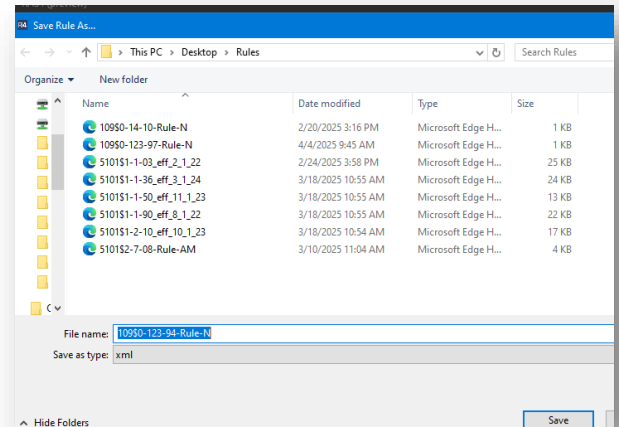 Save Rule As...
This PC > Desktop > Rules
Search Rules
Organize
New folder
Name Date modified Type Size
109$0-14-10-Rule-N 2/20/2025 3:16 PM Microsoft Edge H... 1 KB
109$0-123-97-Rule-N 4/4/2025 9:45 AM Microsoft Edge H... 1 KB
5101$1-1-03_eff_2_1_22 2/24/2025 3:58 PM Microsoft Edge H... 25 KB
5101$1-1-36_eff_3_1_24 3/18/2025 10:55 AM Microsoft Edge H... 24 KB
5101$1-1-50_eff_11_1_23 3/18/2025 10:55 AM Microsoft Edge H... 13 KB
5101$1-1-90_eff_8_1_22 3/18/2025 10:55 AM Microsoft Edge H... 22 KB
5101$1-2-10_eff_10_1_23 3/18/2025 10:54 AM Microsoft Edge H... 17 KB
5101$2-7-08-Rule-AM 3/10/2025 11:04 AM Microsoft Edge H... 4 KB
File name: 109$0-123-94-Rule-N
Save as type: xml
Hide Folders
Save